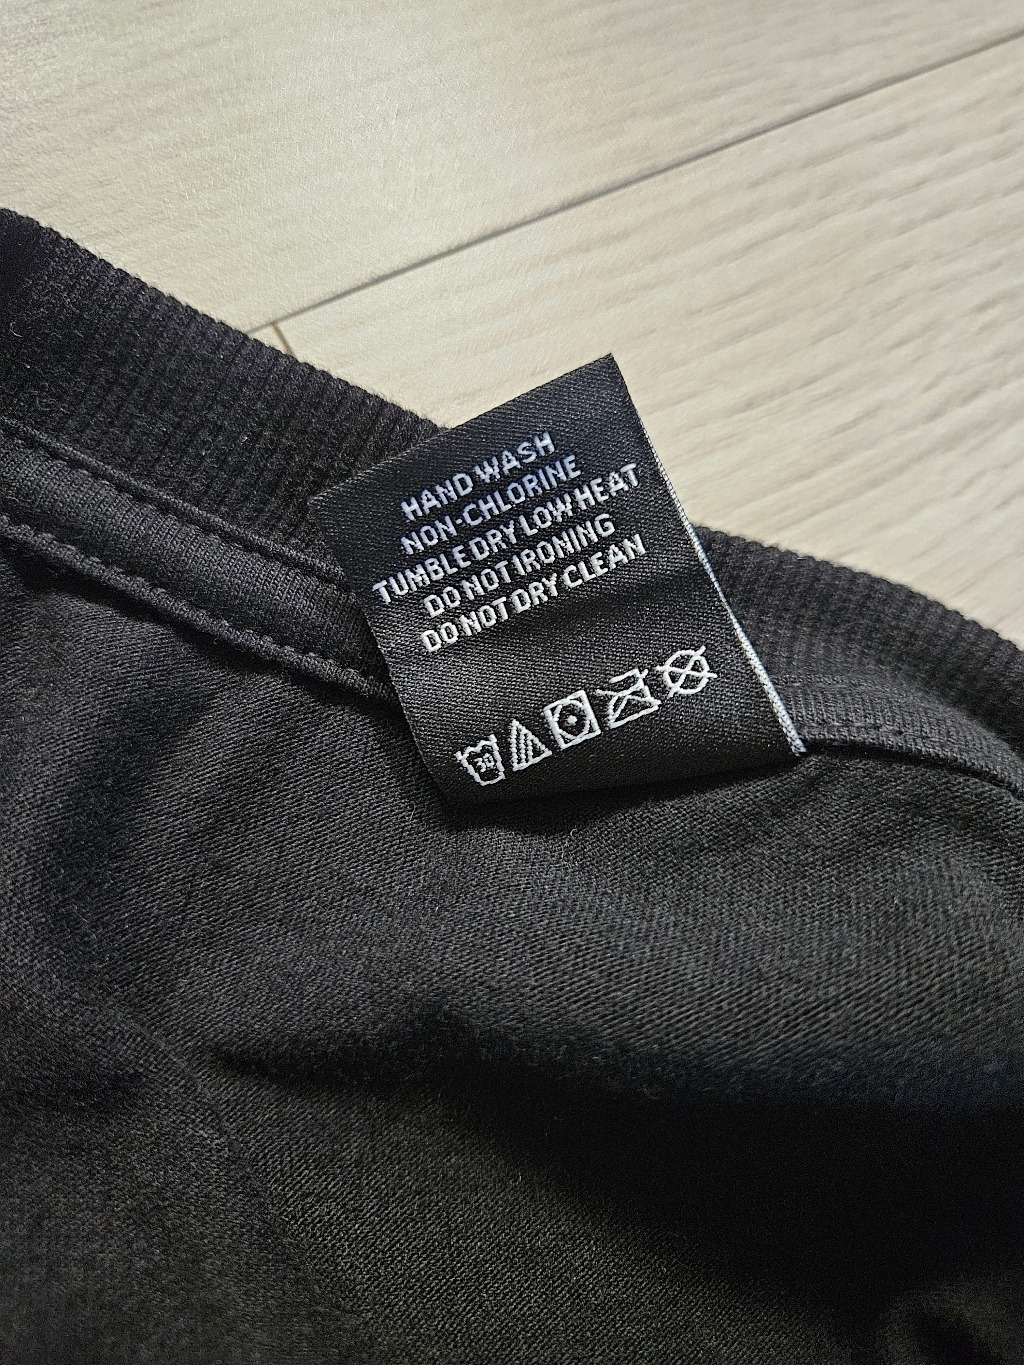 HAND WASH
NON-CHLORINE
TUMBLE DRY LOW HEAT
DO NOT IRONING
DO NOT DRY CLEAN
30